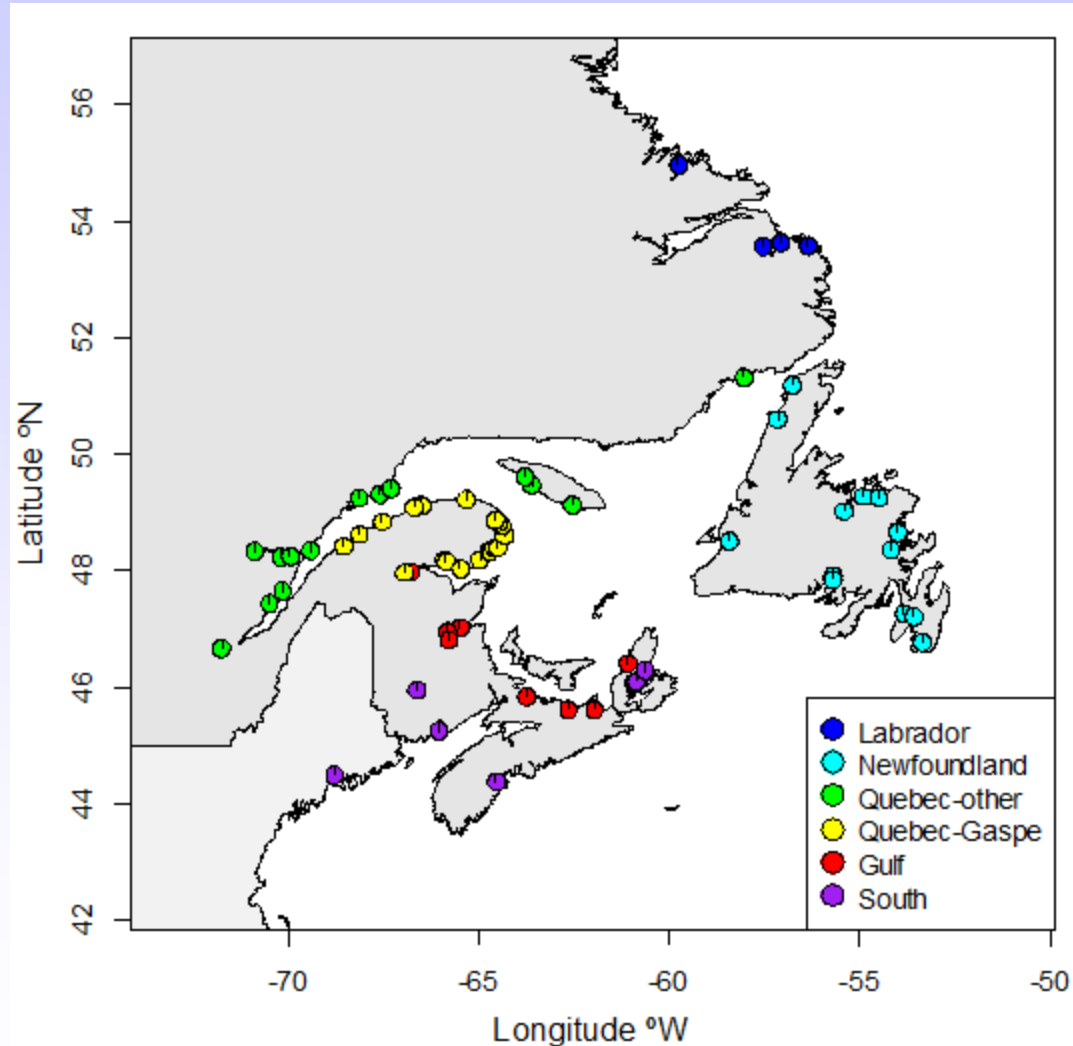 56
54
52
50
48
46
44
42
Latitude ºN
-70
-65
-60
-55
-50
Longitude ºW
Labrador
Newfoundland
Quebec-other
Quebec-Gaspe
Gulf
South